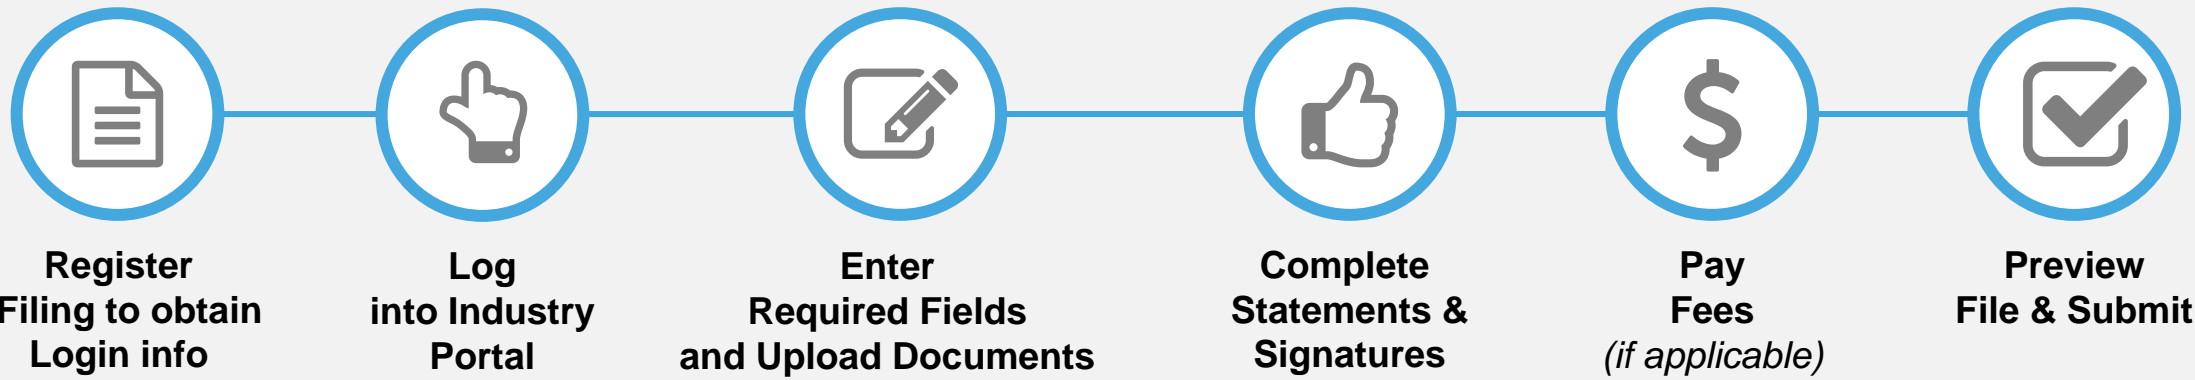 Register
Filing to obtain
Login info
Log
into Industry
Portal
Enter
Required Fields
and Upload Documents
Complete
Statements &
Signatures
$
Pay
Fees
(if applicable)
Preview
File & Submit